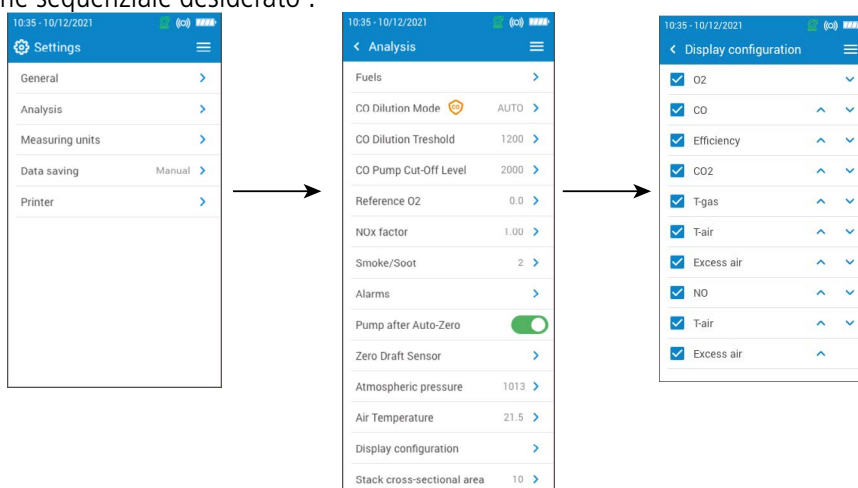 ne sequenziale desiderato .
10:35 - 10/12/2021
Settings
General
Analysis
Measuring units
Data saving Manual
Printer
10:35 - 10/12/2021
Analysis
Fuels
CO Dilution Mode CO AUTO
CO Dilution Treshold 1200
CO Pump Cut-Off Level 2000
Reference O2 0.0
NOx factor 1.00
Smoke/Soot 2
Alarms
Pump after Auto-Zero
Zero Draft Sensor
Atmospheric pressure 1013
Air Temperature 21.5
Display configuration
Stack cross-sectional area 10
10:35 - 10/12/2021
Display configuration
O2
CO
Efficiency
CO2
T-gas
T-air
Excess air
NO
T-air
Excess air